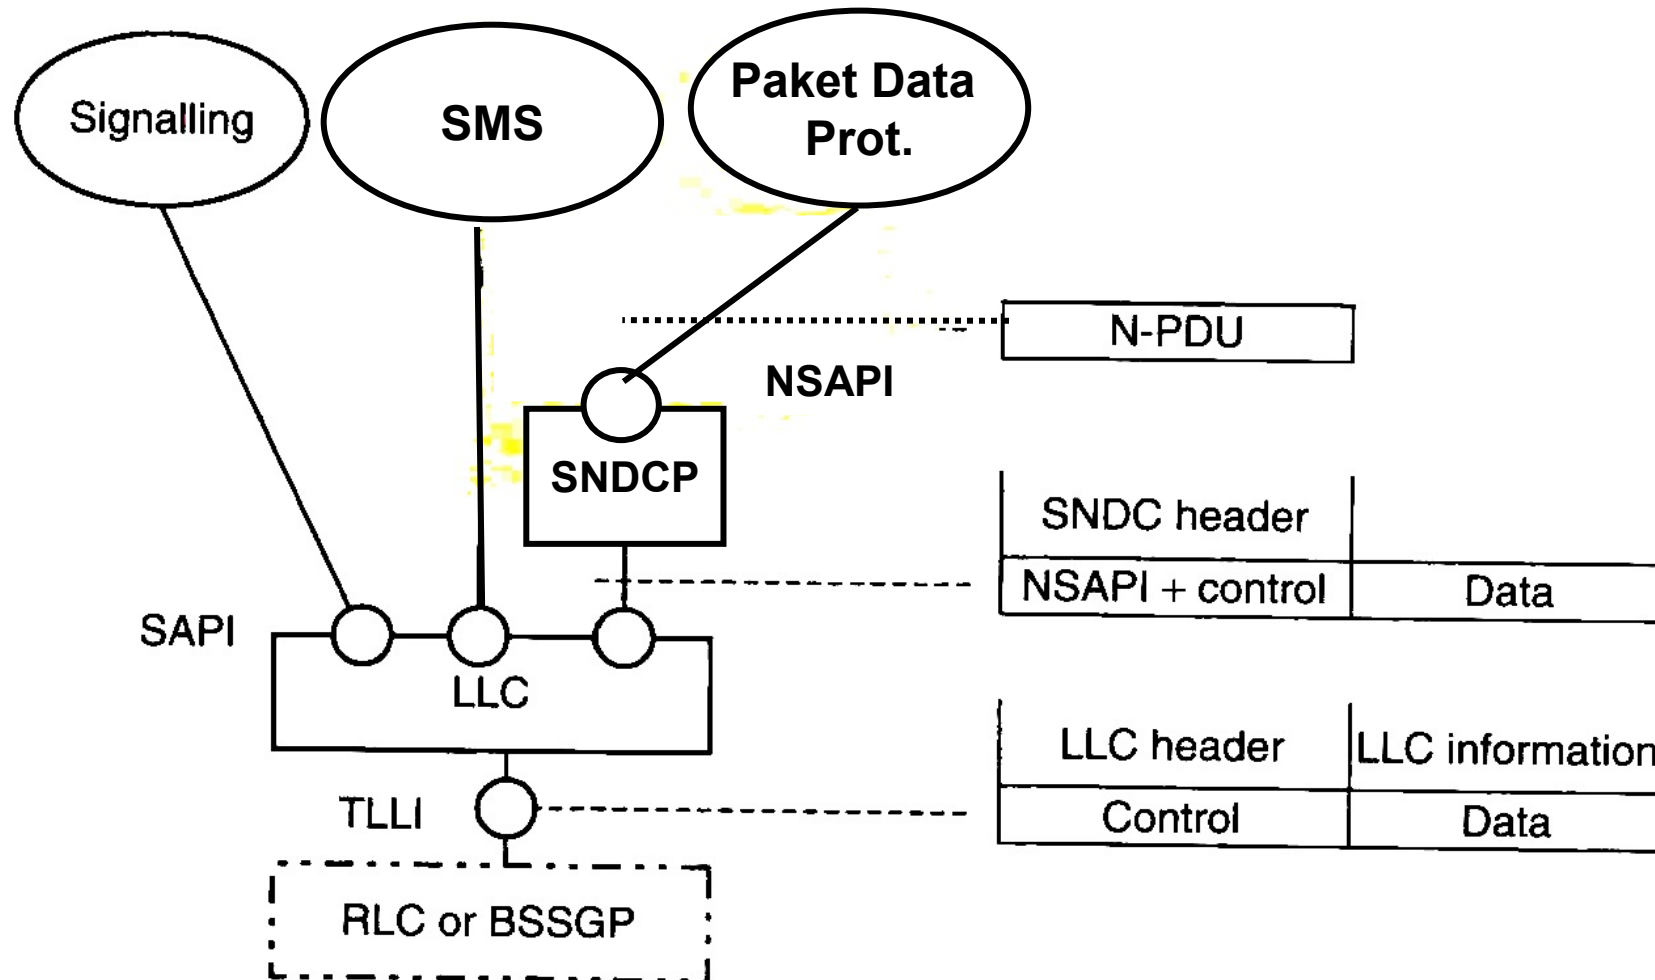 Signalling
SMS
Paket Data
Prot.
N-PDU
NSAPI
SNDCP
SNDC header
NSAPI + control
Data
SAPI
LLC
LLC header
LLC information
TLLI
Control
Data
RLC or BSSGP